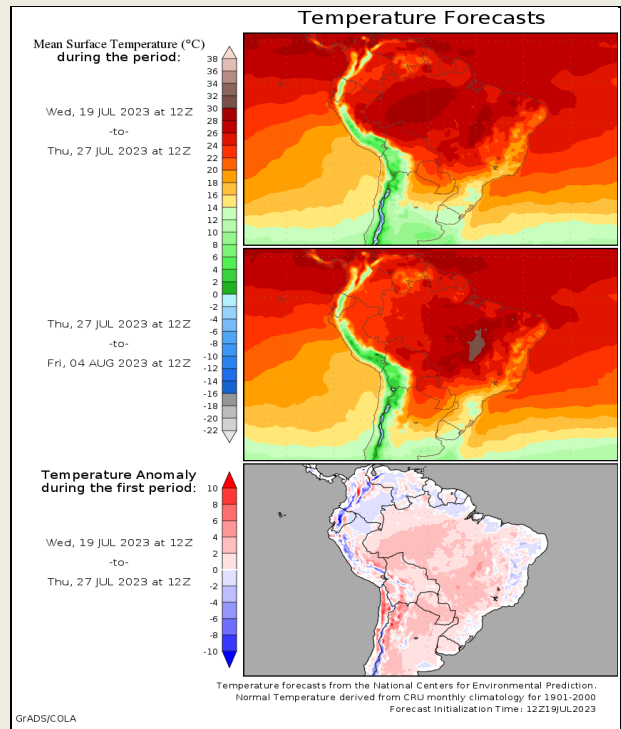 Temperature Forecasts
Mean Surface Temperature (°C)
during the period:
38
36
34
32
30
28
26
24
22
20
18
16
14
12
10
8
6
4
2
0
-2
-4
-6
-8
-10
-12
-14
-16
-18
-20
-22
Wed, 19 JUL 2023 at 12Z
-to-
Thu, 27 JUL 2023 at 12Z
Thu, 27 JUL 2023 at 12Z
-to-
Fri, 04 AUG 2023 at 12Z
Temperature Anomaly
during the first period:
10
8
6
4
2
0
-2
-4
-6
-8
-10
Wed, 19 JUL 2023 at 12Z
-to-
Thu, 27 JUL 2023 at 12Z
Temperature forecasts from the National Centers for Environmental Prediction.
Normal Temperature derived from CRU monthly climatology for 1901-2000
Forecast Initialization Time: 12Z19JUL2023
GrADS/COLA